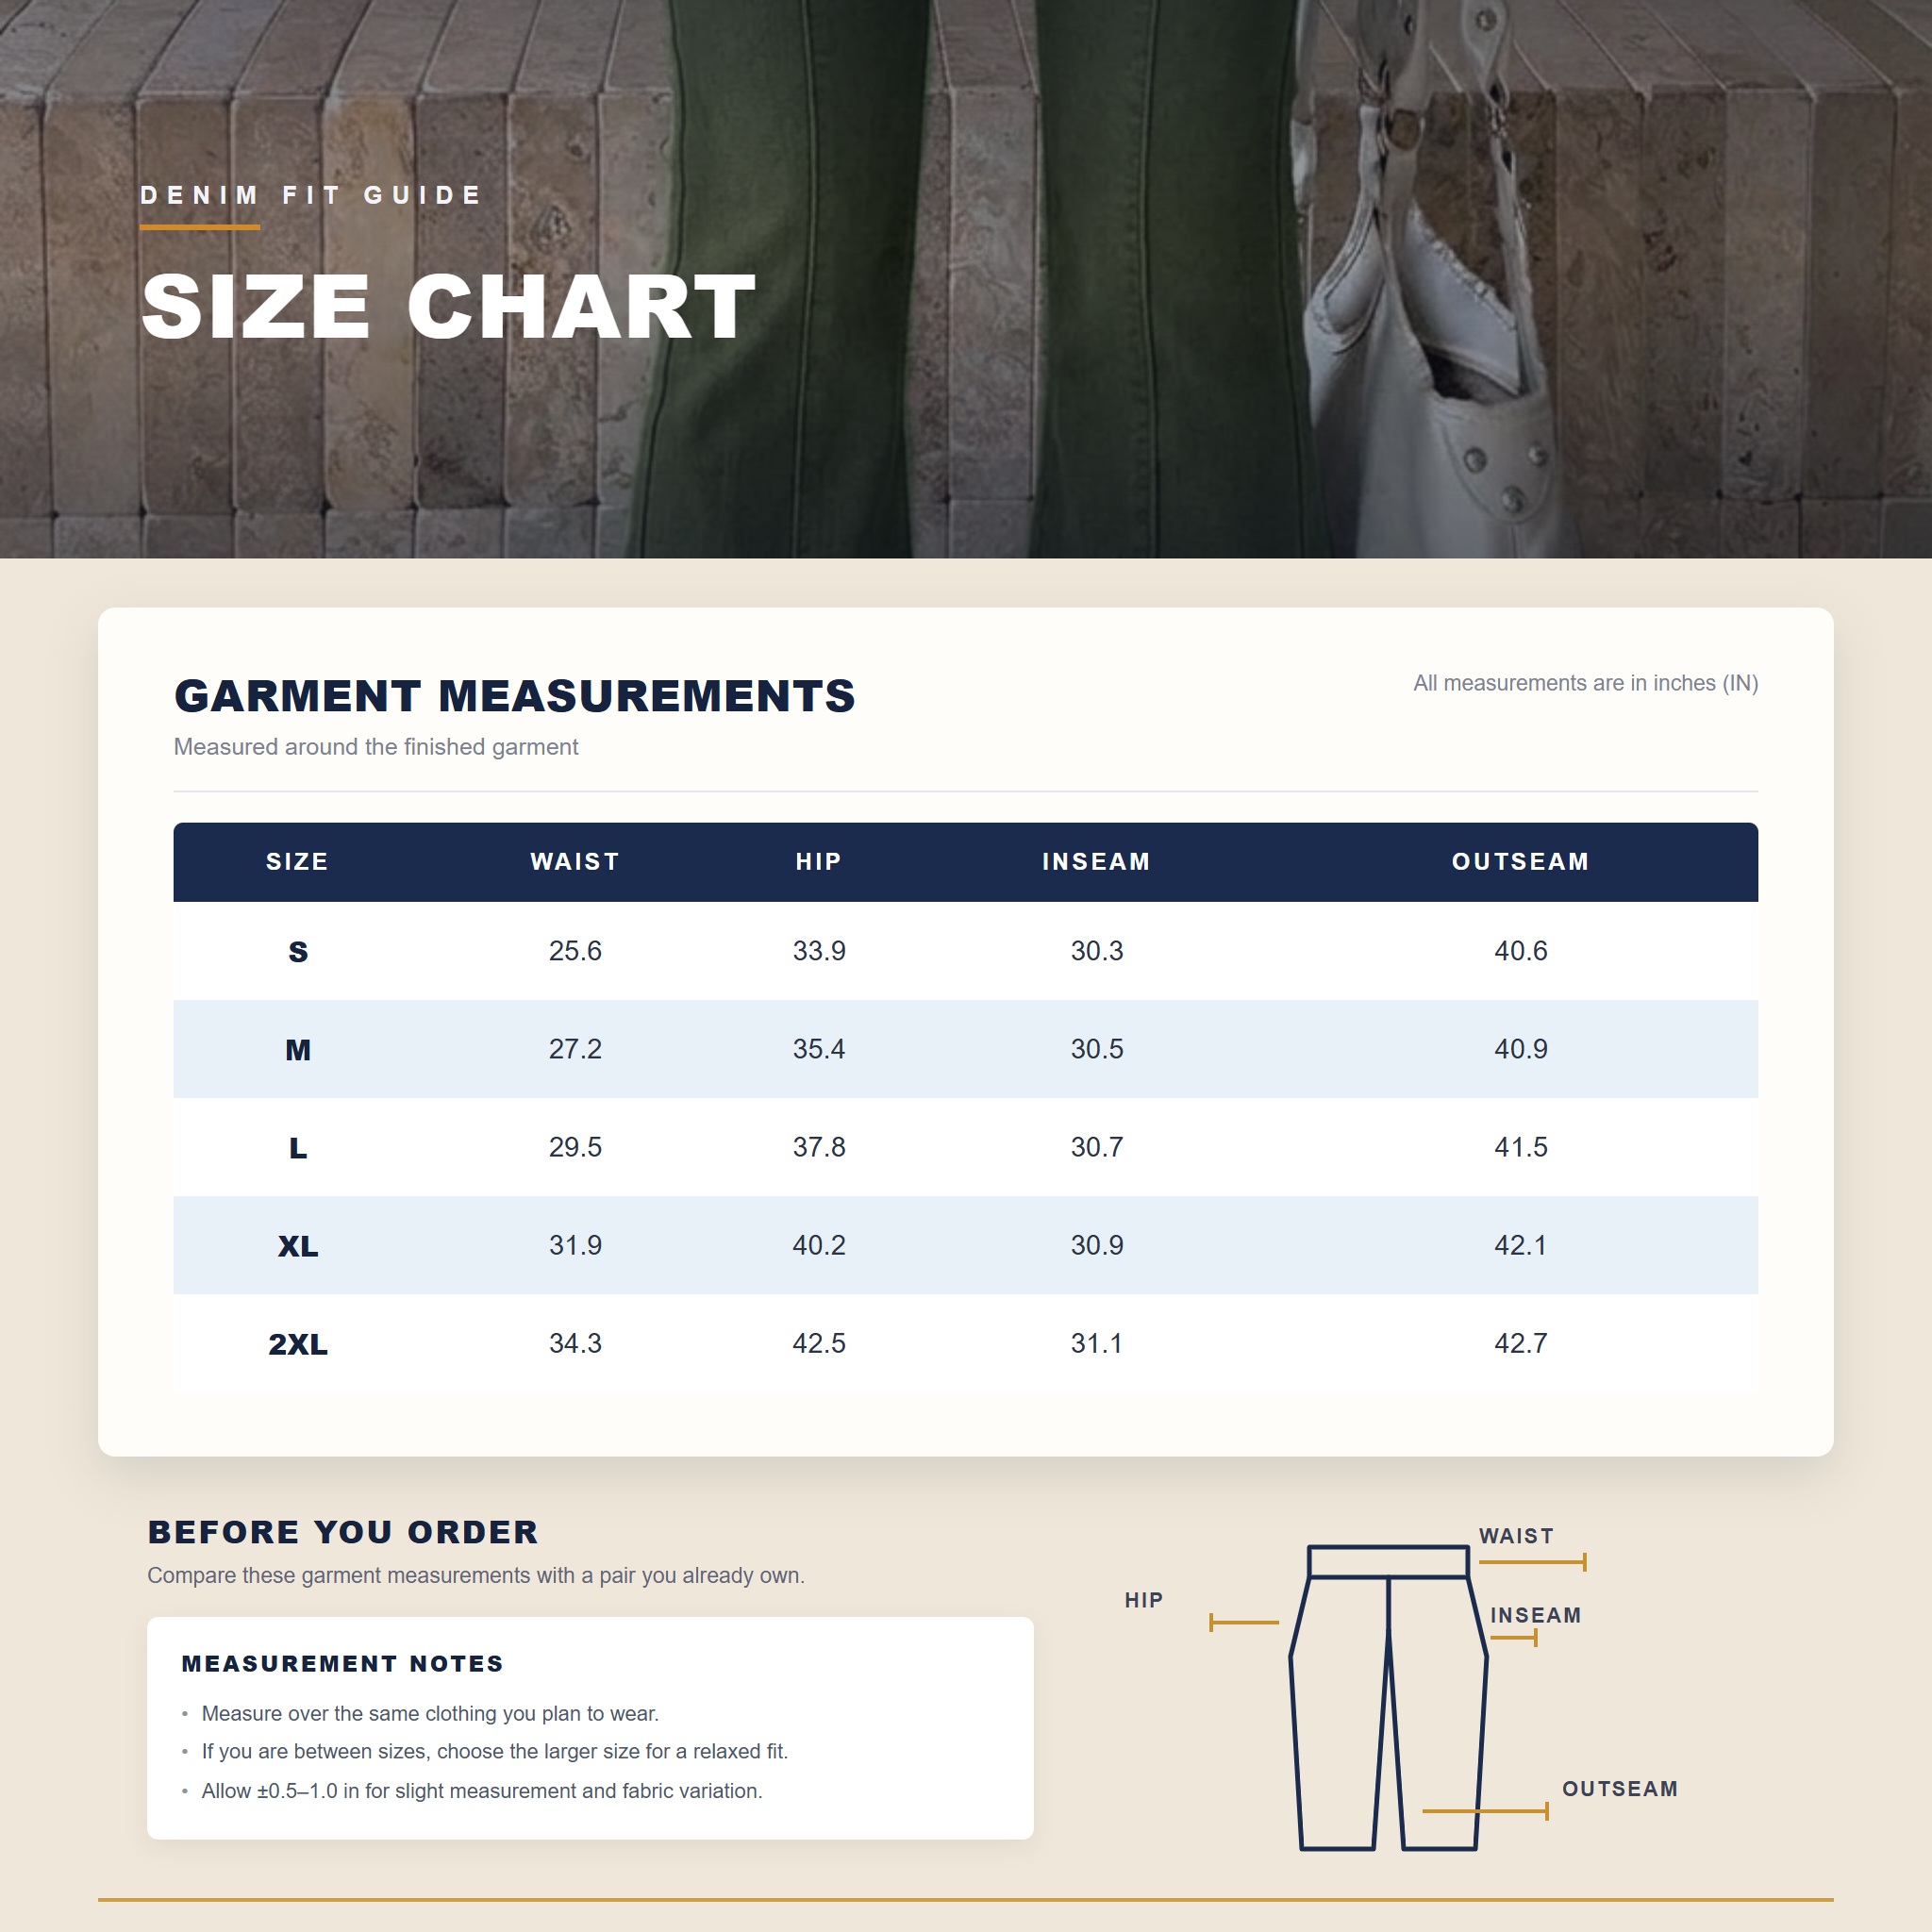 DENIM FIT GUIDE
SIZE CHART
GARMENT MEASUREMENTS
All measurements are in inches (IN)
Measured around the finished garment
SIZE WAIST HIP INSEAM OUTSEAM
S 25.6 33.9 30.3 40.6
M 27.2 35.4 30.5 40.9
L 29.5 37.8 30.7 41.5
XL 31.9 40.2 30.9 42.1
2XL 34.3 42.5 31.1 42.7
BEFORE YOU ORDER
Compare these garment measurements with a pair you already own.
MEASUREMENT NOTES
• Measure over the same clothing you plan to wear.
• If you are between sizes, choose the larger size for a relaxed fit.
• Allow ±0.5–1.0 in for slight measurement and fabric variation.
WAIST
HIP
INSEAM
OUTSEAM